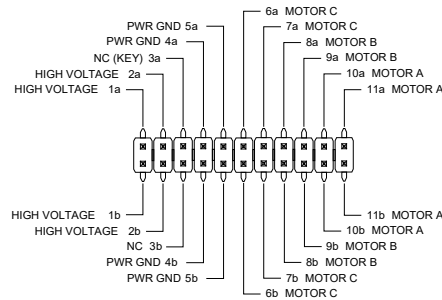 6a MOTOR C
PWR GND 5a
7a MOTOR C
PWR GND 4a
8a MOTOR B
NC (KEY) 3a
9a MOTOR B
HIGH VOLTAGE 2a
10a MOTOR A
HIGH VOLTAGE 1a
11a MOTOR A
HIGH VOLTAGE 1b
11b MOTOR A
HIGH VOLTAGE 2b
10b MOTOR A
NC 3b
9b MOTOR B
PWR GND 4b
8b MOTOR B
PWR GND 5b
7b MOTOR C
6b MOTOR C